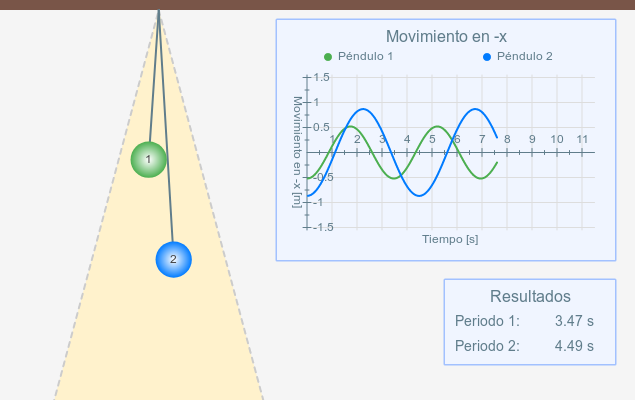 Movimiento en -x
Péndulo 1
Péndulo 2
1.5
1
0.5
-0.5
-1
-1.5
1 2 3 4 5 6 7 8 9 10 11
Movimiento en -x [m]
Tiempo [s]
1
2
Resultados
Periodo 1: 3.47 s
Periodo 2: 4.49 s